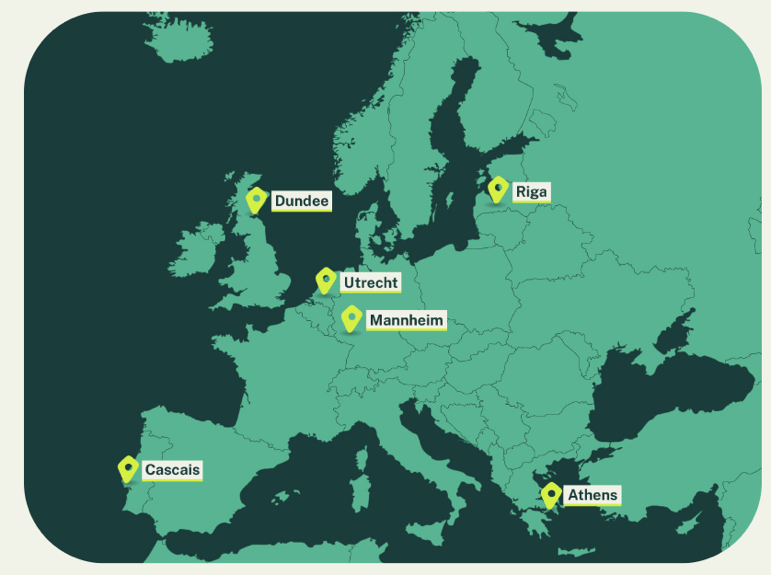 Riga
Dundee
Utrecht
Mannheim
Cascais
Athens